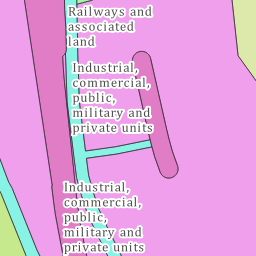 Railways and
associated
land
Industrial,
commercial,
public,
military and
private units
Industrial,
commercial,
public,
military and
private units